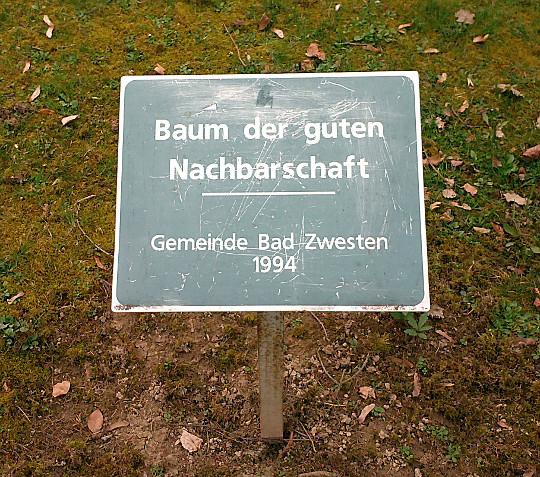 Baum der guten
Nachbarschaft
Gemeinde Bad Zwesten
1994